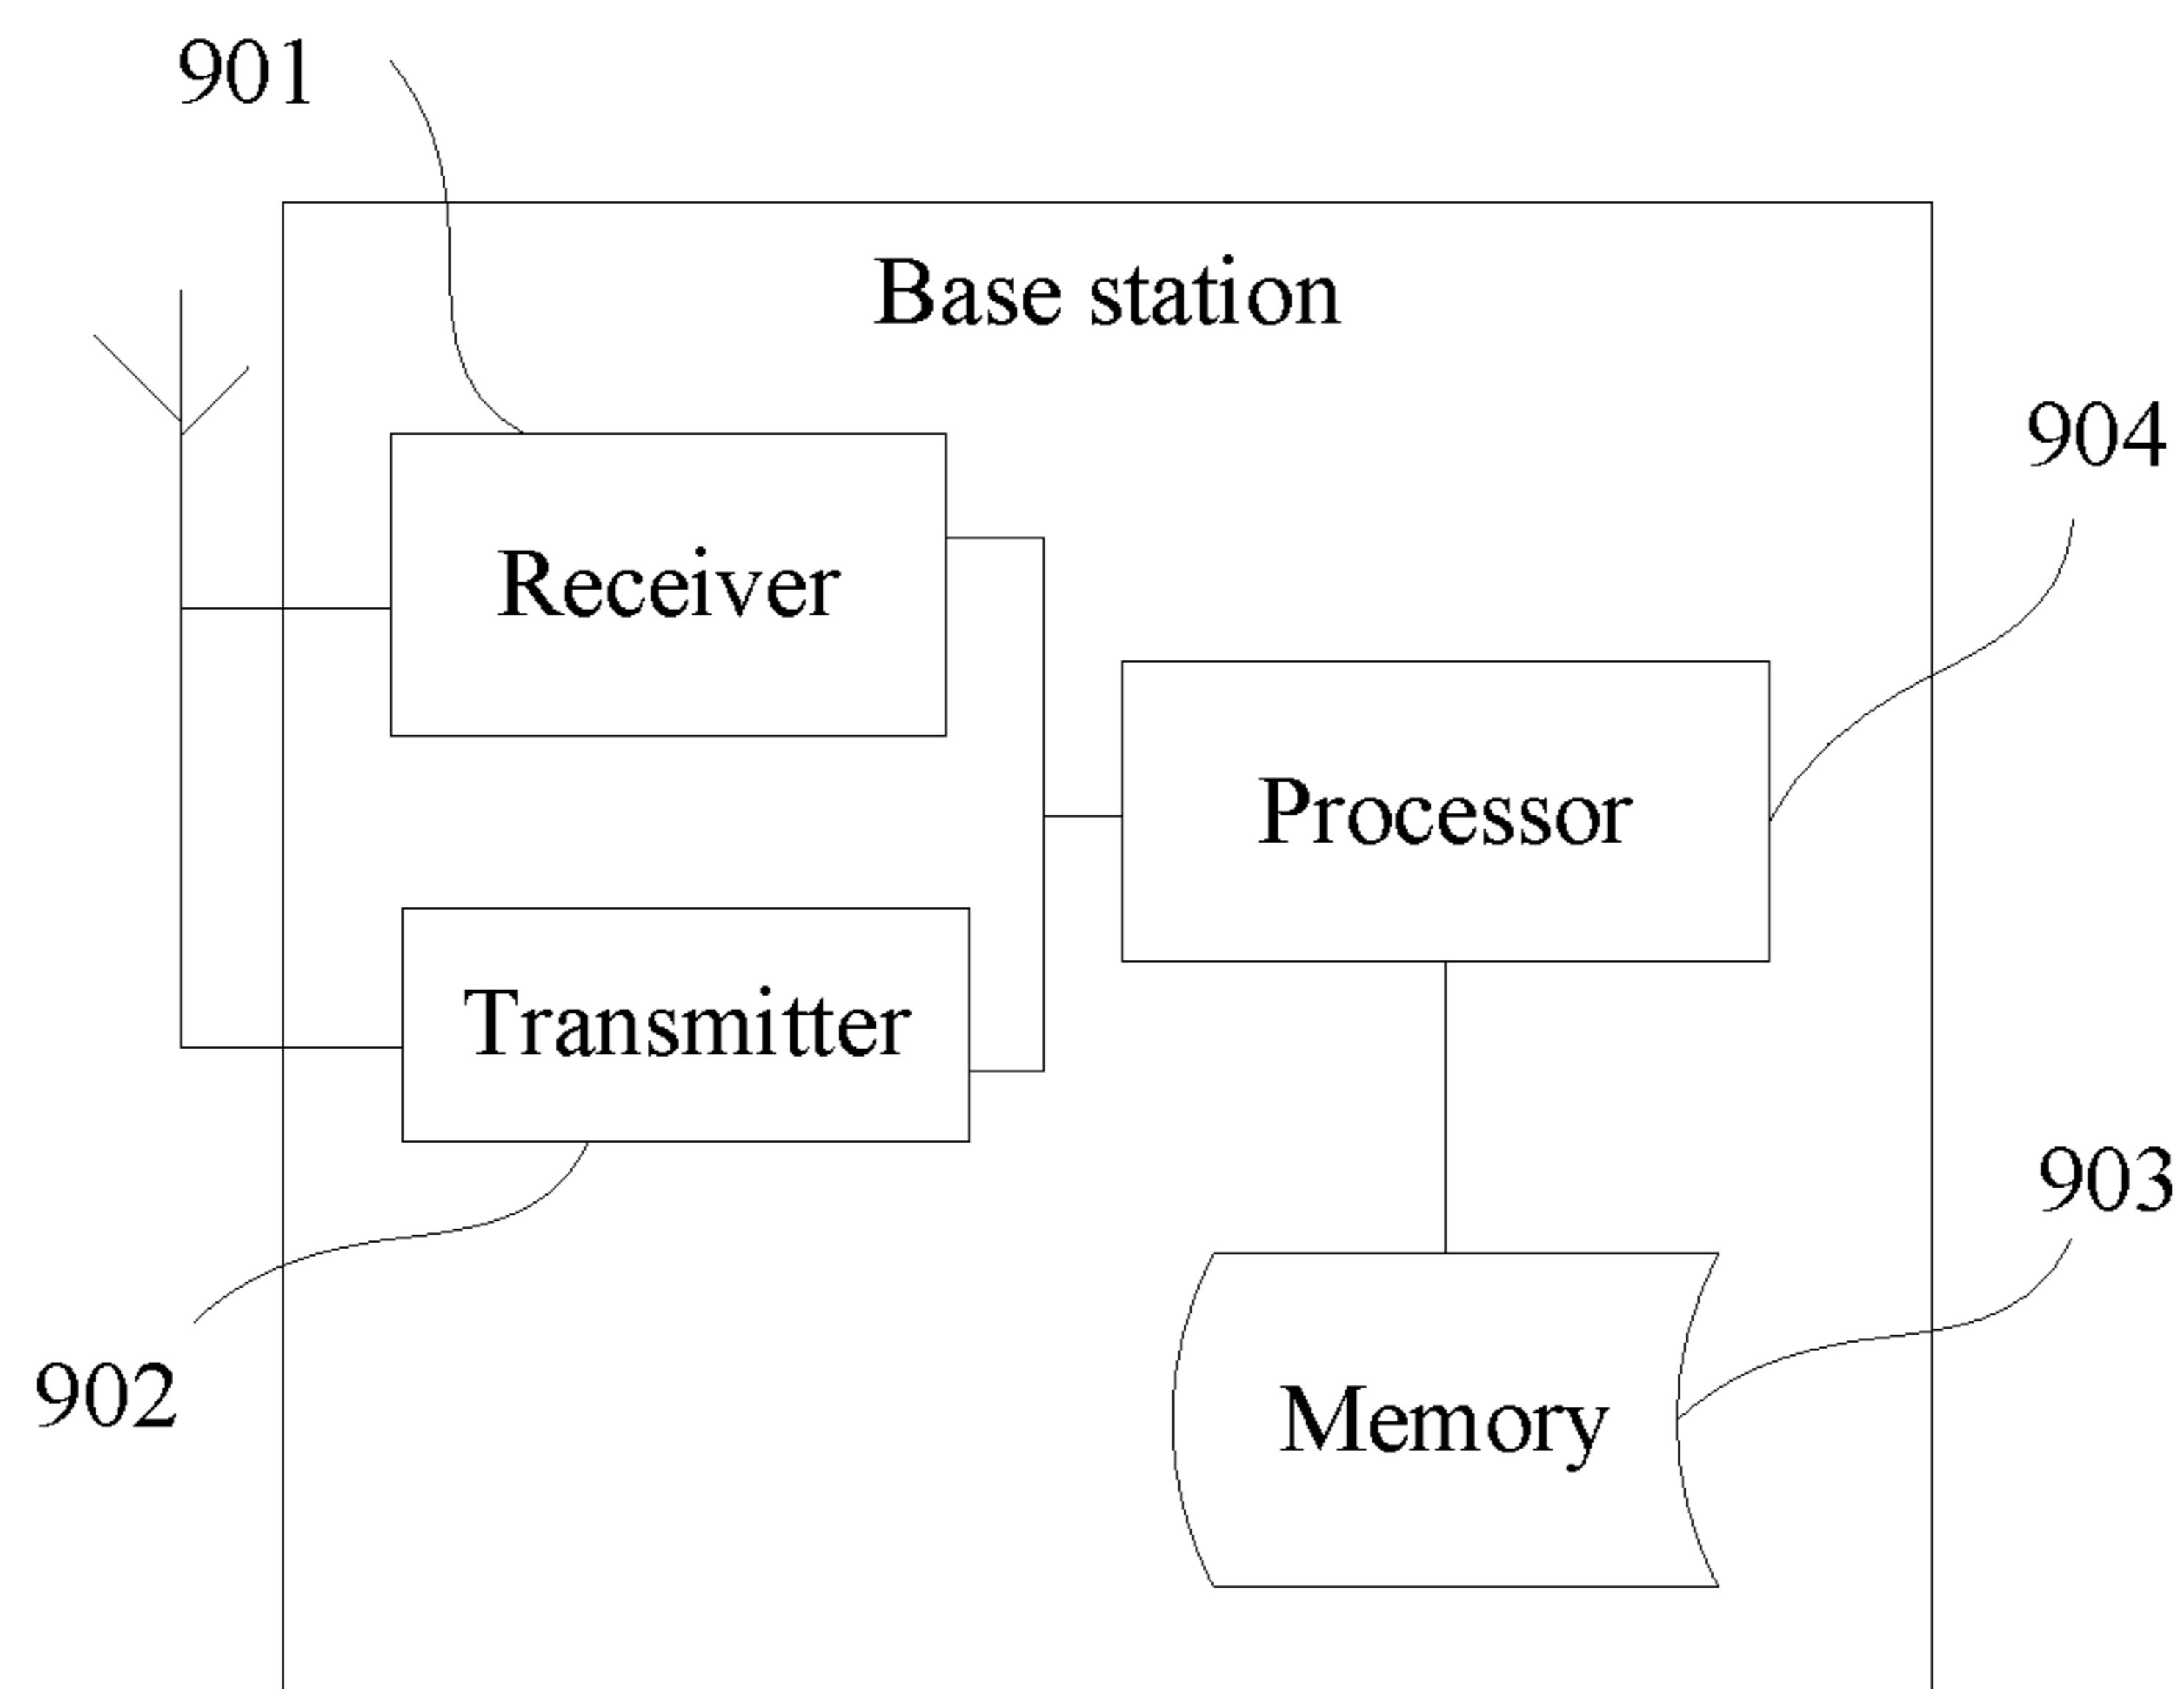 901
Base station
904
Receiver
Processor
Transmitter
903
902
Memory